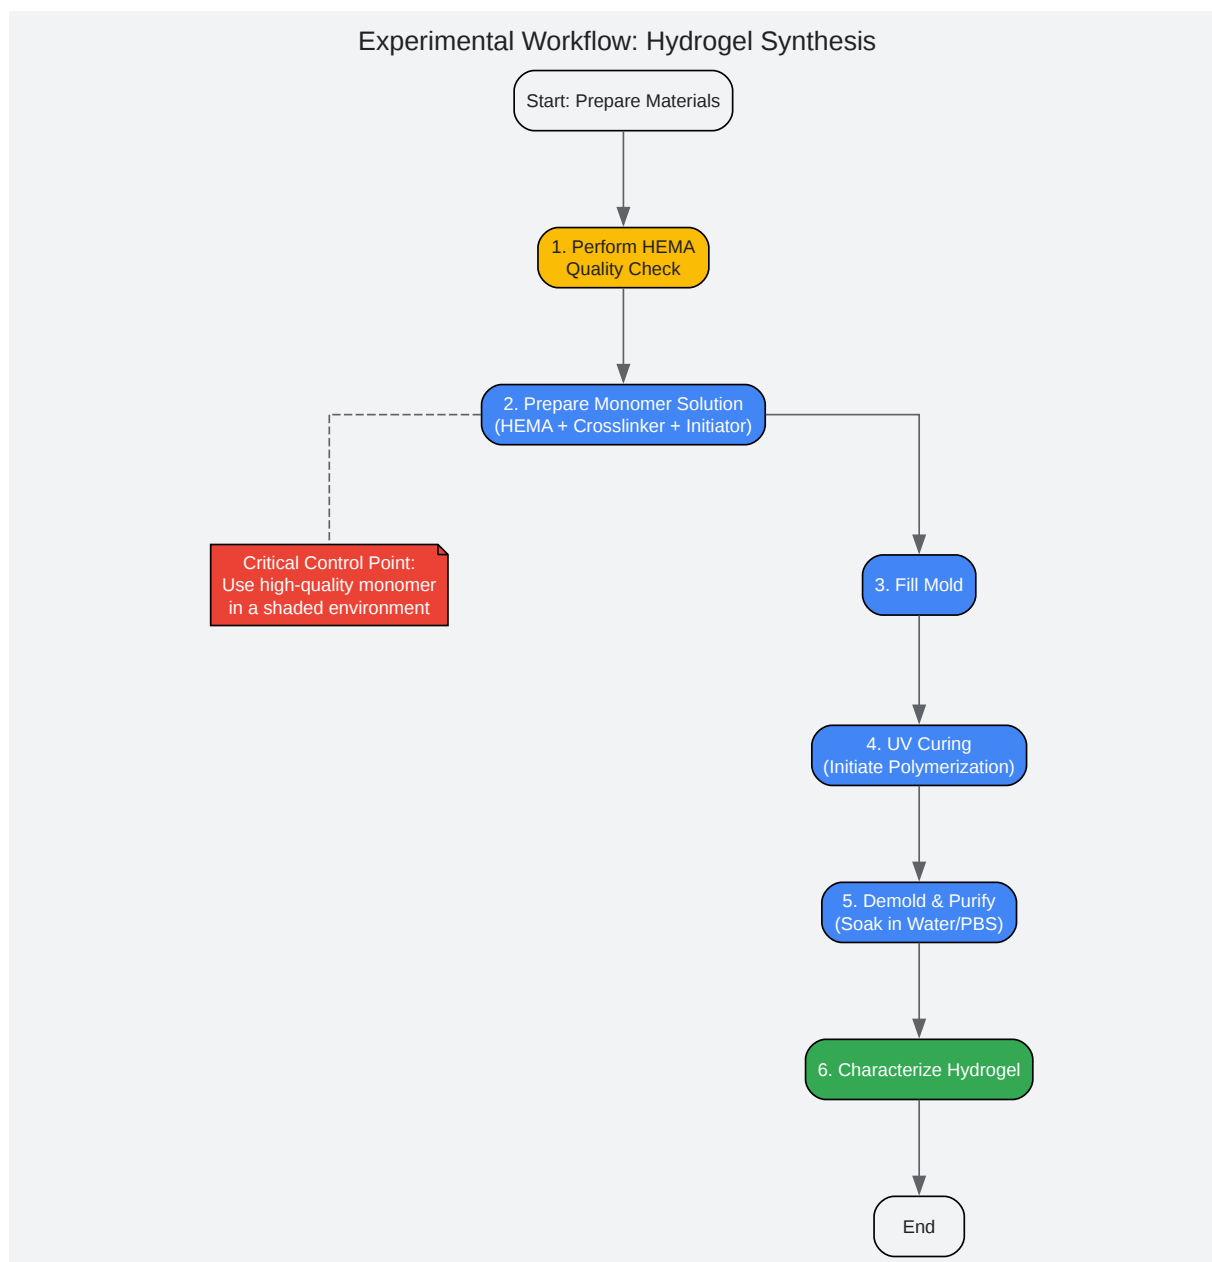 Experimental Workflow: Hydrogel Synthesis
Start: Prepare Materials
1. Perform HEMA
Quality Check
2. Prepare Monomer Solution
(HEMA + Crosslinker + Initiator)
Critical Control Point:
Use high-quality monomer
in a shaded environment
3. Fill Mold
4. UV Curing
(Initiate Polymerization)
5. Demold & Purify
(Soak in Water/PBS)
6. Characterize Hydrogel
End